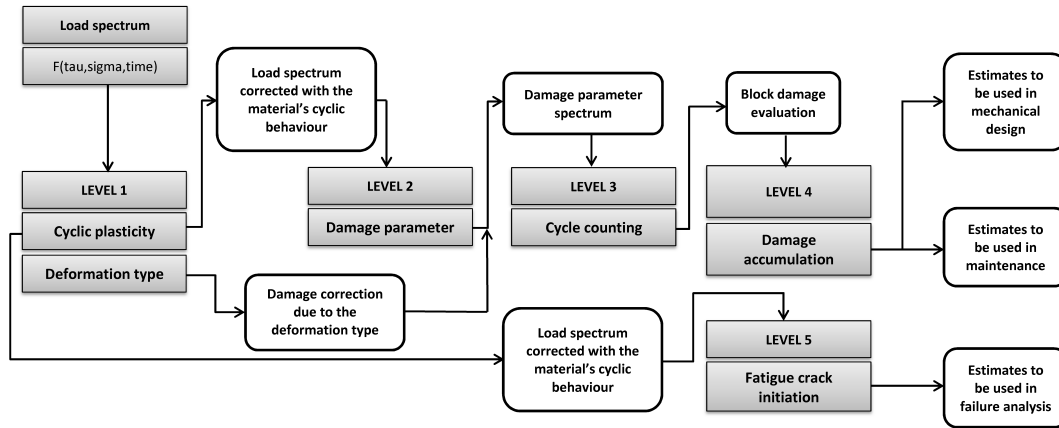 Load spectrum
F(tau,sigma,time)
LEVEL 1
Cyclic plasticity
Deformation type
Load spectrum
corrected with the
material's cyclic
behaviour
Damage correction
due to the
deformation type
LEVEL 2
Damage parameter
Damage parameter
spectrum
LEVEL 3
Cycle counting
Block damage
evaluation
LEVEL 4
Damage
accumulation
Estimates to
be used in
mechanical
design
Estimates to
be used in
maintenance
Load spectrum
corrected with the
material's cyclic
behaviour
LEVEL 5
Fatigue crack
initiation
Estimates to
be used in
failure analysis